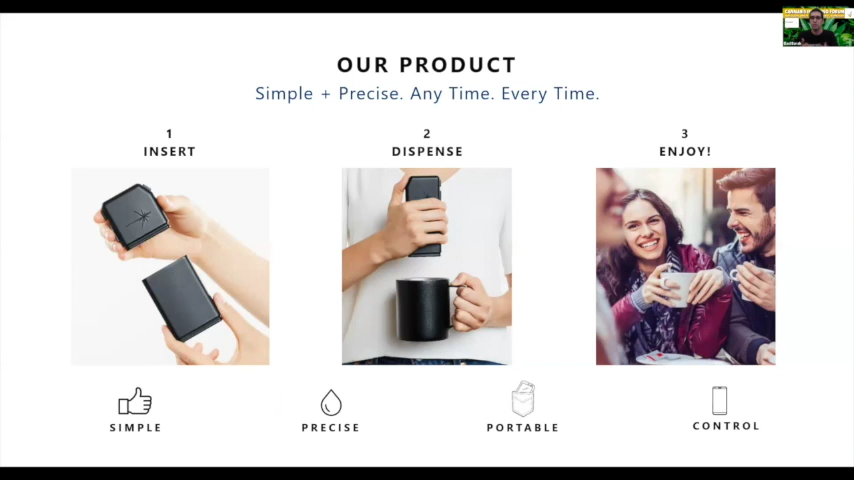 OUR PRODUCT
Simple + Precise. Any Time. Every Time.
1
INSERT
2
DISPENSE
3
ENJOY!
SIMPLE
PRECISE
PORTABLE
CONTROL